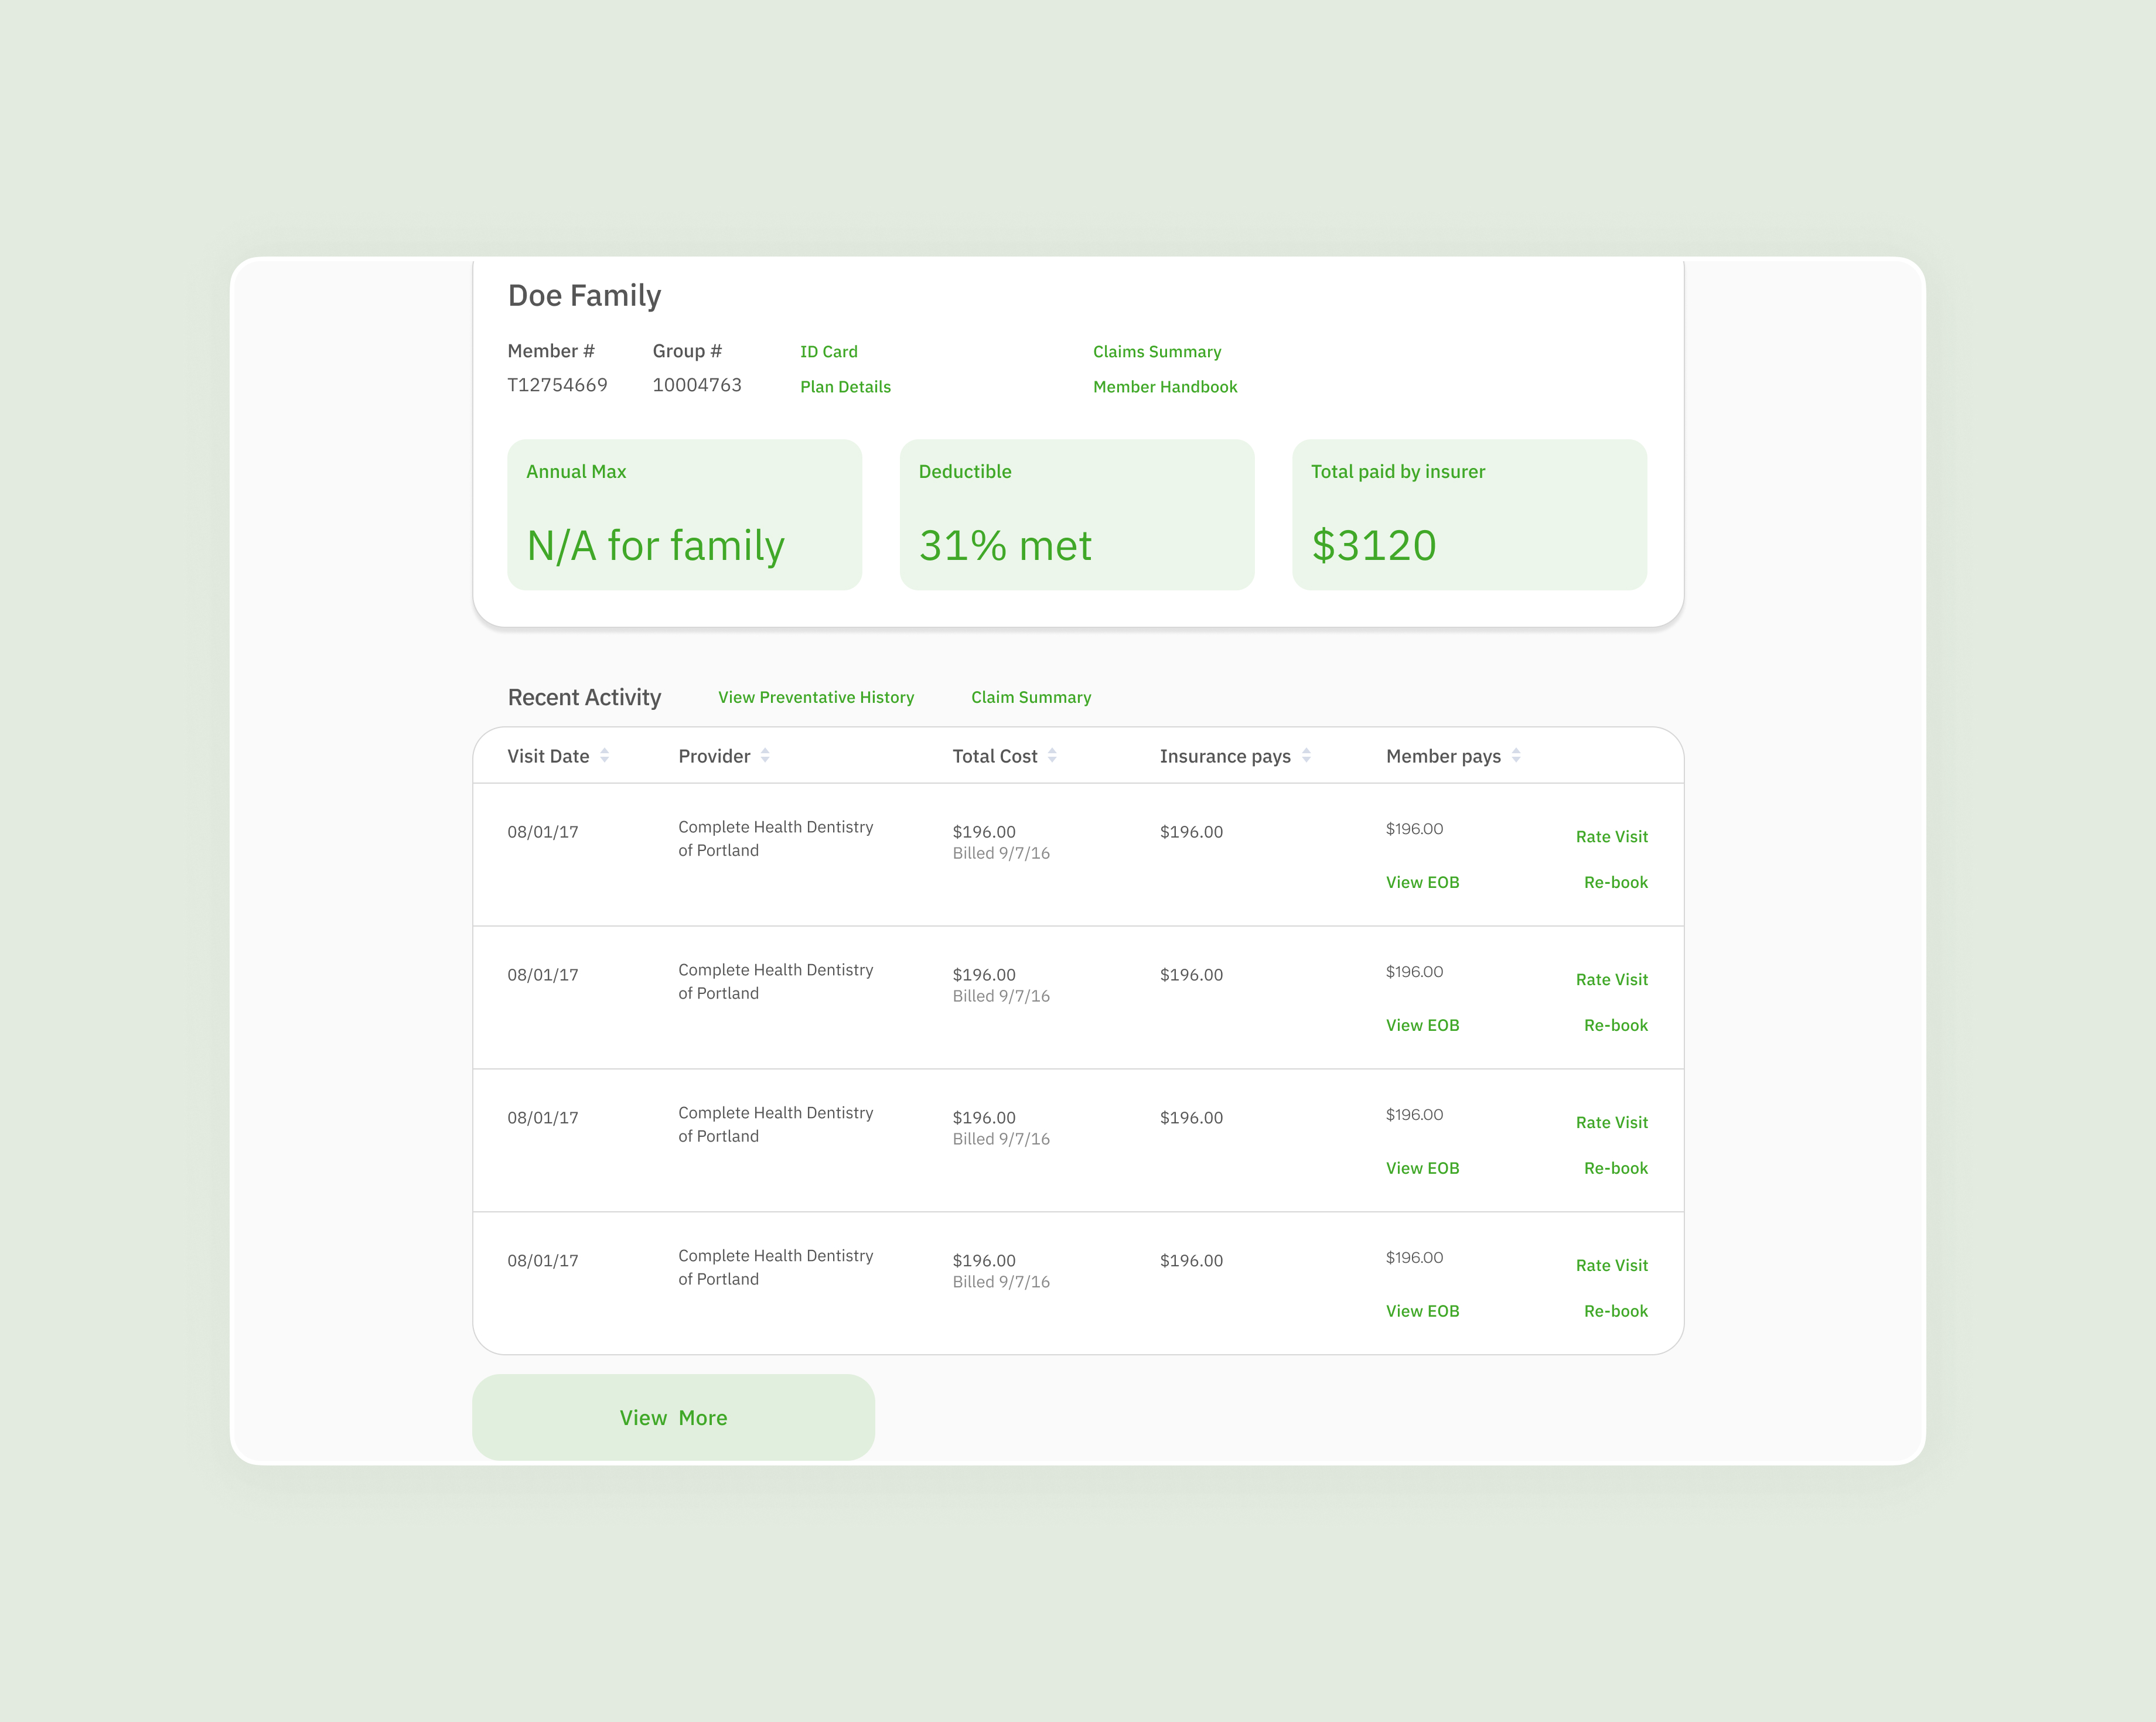 Doe Family
Member # Group # ID Card Claims Summary
T12754669 10004763 Plan Details Member Handbook
Annual Max Deductible Total paid by insurer
N/A for family 31% met $3120
Recent Activity View Preventative History Claim Summary
Visit Date Provider Total Cost Insurance pays Member pays
08/01/17 Complete Health Dentistry $196.00 $196.00 $196.00 Rate Visit
of Portland Billed 9/7/16
View EOB Re-book
08/01/17 Complete Health Dentistry $196.00 $196.00 $196.00 Rate Visit
of Portland Billed 9/7/16
View EOB Re-book
08/01/17 Complete Health Dentistry $196.00 $196.00 $196.00 Rate Visit
of Portland Billed 9/7/16
View EOB Re-book
08/01/17 Complete Health Dentistry $196.00 $196.00 $196.00 Rate Visit
of Portland Billed 9/7/16
View EOB Re-book
View More